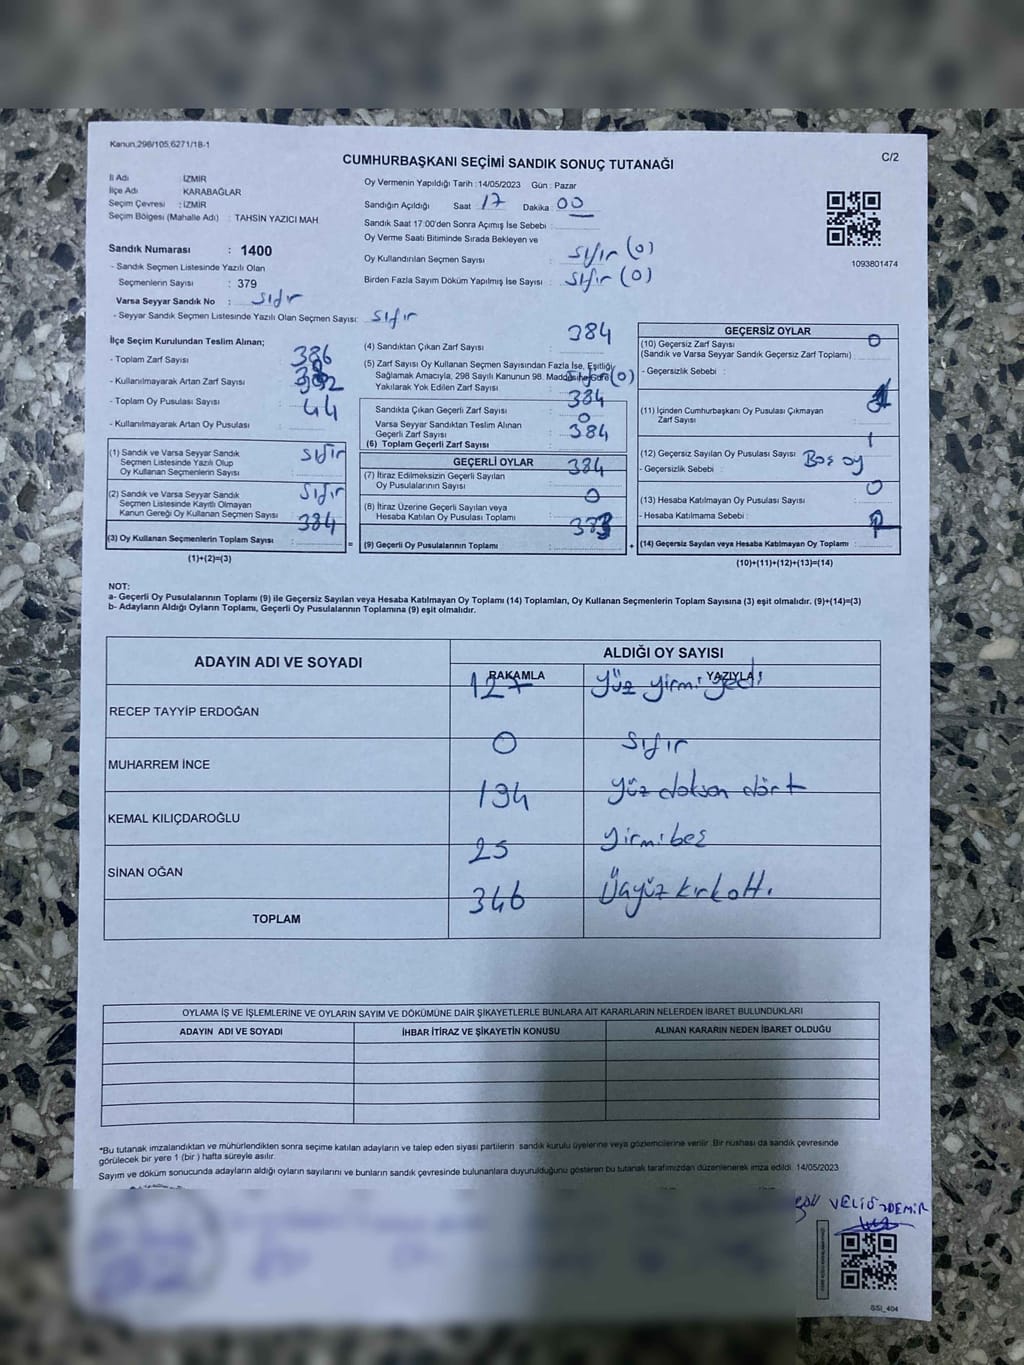 Kanun,298/105,6271/18-1
CUMHURBAŞKANI SEÇİMİ SANDIK SONUÇ TUTANAĞI
C/2
İl Adı : İZMİR
İlçe Adı : KARABAĞLAR
Seçim Çevresi : İZMİR
Seçim Bölgesi (Mahalle Adı) : TAHSİN YAZICI MAH
Sandık Numarası : 1400
- Sandık Seçmen Listesinde Yazılı Olan
Seçmenlerin Sayısı : 379
Varsa Seyyar Sandık No : Sıfır
- Seyyar Sandık Seçmen Listesinde Yazılı Olan Seçmen Sayısı: Sıfır
Oy Vermenin Yapıldığı Tarih : 14/05/2023 Gün : Pazar
Sandığın Açıldığı Saat : 17 Dakika : 00
Sandık Saat 17:00'den Sonra Açımış İse Sebebi :
Oy Verme Saati Bitiminde Sırada Bekleyen ve
Oy Kullandırılan Seçmen Sayısı : Sıfır (0)
Birden Fazla Sayım Döküm Yapılmış İse Sayısı : Sıfır (0)
1093801474
İlçe Seçim Kurulundan Teslim Alınan;
386
- Toplam Zarf Sayısı :
- Kullanılmayarak Artan Zarf Sayısı :
- Toplam Oy Pusulası Sayısı :
44
- Kullanılmayarak Artan Oy Pusulası :
(1) Sandık ve Varsa Seyyar Sandık Sıfır
Seçmen Listesinde Yazılı Olup
Oy Kullanan Seçmenlerin Sayısı :
(2) Sandık ve Varsa Seyyar Sandık Sıfır
Seçmen Listesinde Kayıtlı Olmayan
Kanun Gereği Oy Kullanan Seçmen Sayısı :
384
(3) Oy Kullanan Seçmenlerin Toplam Sayısı :
(1)+(2)=(3)
384
(4) Sandıktan Çıkan Zarf Sayısı :
(5) Zarf Sayısı Oy Kullanan Seçmen Sayısından Fazla İse, Eşitliği
Sağlamak Amacıyla, 298 Sayılı Kanunun 98. Maddesine Göre Sıfır (0)
Yakılarak Yok Edilen Zarf Sayısı :
384
Sandıkta Çıkan Geçerli Zarf Sayısı :
0
Varsa Seyyar Sandıktan Teslim Alınan
Geçerli Zarf Sayısı : 384
(6) Toplam Geçerli Zarf Sayısı
GEÇERLİ OYLAR
384
(7) İtiraz Edilmeksizin Geçerli Sayılan
Oy Pusulalarının Sayısı :
0
(8) İtiraz Üzerine Geçerli Sayılan ve
Hesaba Katılan Oy Pusulası Toplamı :
383
= (9) Geçerli Oy Pusulalarının Toplamı :
GEÇERSİZ OYLAR
(10) Geçersiz Zarf Sayısı 0
(Sandık ve Varsa Seyyar Sandık Geçersiz Zarf Toplamı) :
- Geçersizlik Sebebi :
(11) İçinden Cumhurbaşkanı Oy Pusulası Çıkmayan
Zarf Sayısı :
1
(12) Geçersiz Sayılan Oy Pusulası Sayısı : Boş oy
- Geçersizlik Sebebi :
0
(13) Hesaba Katılmayan Oy Pusulası Sayısı :
- Hesaba Katılmama Sebebi :
+ (14) Geçersiz Sayılan veya Hesaba Katılmayan Oy Toplamı :
(10)+(11)+(12)+(13)=(14)
NOT:
a- Geçerli Oy Pusulalarının Toplamı (9) ile Geçersiz Sayılan veya Hesaba Katılmayan Oy Toplamı (14) Toplamları, Oy Kullanan Seçmenlerin Toplam Sayısına (3) eşit olmalıdır. (9)+(14)=(3)
b- Adayların Aldığı Oyların Toplamı, Geçerli Oy Pusulalarının Toplamına (9) eşit olmalıdır.
ADAYIN ADI VE SOYADI
ALDIĞI OY SAYISI
RAKAMLA YAZIYLA
127 Yüz yirmi yedi
RECEP TAYYİP ERDOĞAN
0 Sıfır
MUHARREM İNCE
194 yüz doksan dört
KEMAL KILIÇDAROĞLU
25 yirmi beş
SİNAN OĞAN
346 Üçyüz kırk altı
TOPLAM
OYLAMA İŞ VE İŞLEMLERİNE VE OYLARIN SAYIM VE DÖKÜMÜNE DAİR ŞİKAYETLERLE BUNLARA AİT KARARLARIN NELERDEN İBARET BULUNDUKLARI
ADAYIN ADI VE SOYADI İHBAR İTİRAZ VE ŞİKAYETİN KONUSU ALINAN KARARIN NEDEN İBARET OLDUĞU
*Bu tutanak imzalandıktan ve mühürlendikten sonra seçime katılan adayların ve talep eden siyasi partilerin sandık kurulu üyelerine veya gözlemcilerine verilir. Bir nüshası da sandık çevresinde
görülecek bir yere 1 (bir ) hafta süreyle asılır.
Sayım ve döküm sonucunda adayların aldığı oyların sayılarını ve bunların sandık çevresinde bulunanlara duyurulduğunu gösteren bu tutanak tarafımızdan düzenlenerek imza edildi. 14/05/2023
VELİ ÖZDEMİR
SSI_404